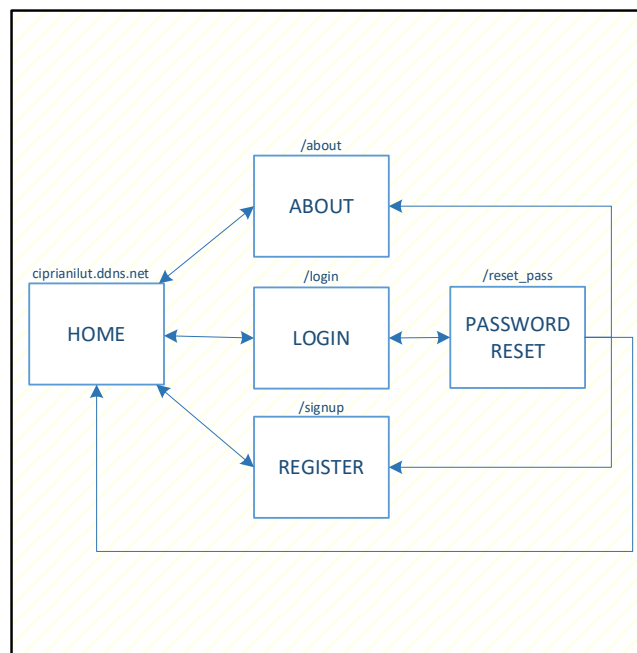 /about
ABOUT
ciprianilut.ddns.net
HOME
/login
LOGIN
/reset_pass
PASSWORD
RESET
/signup
REGISTER